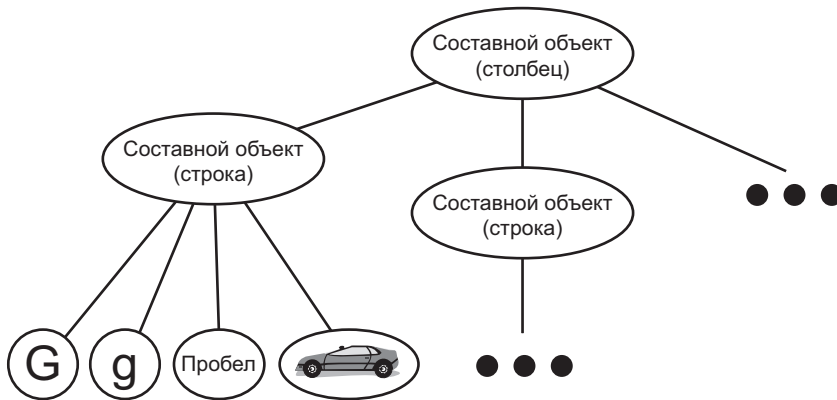 Составной объект
(столбец)
Составной объект
(строка)
Составной объект
(строка)
G
g
Пробел